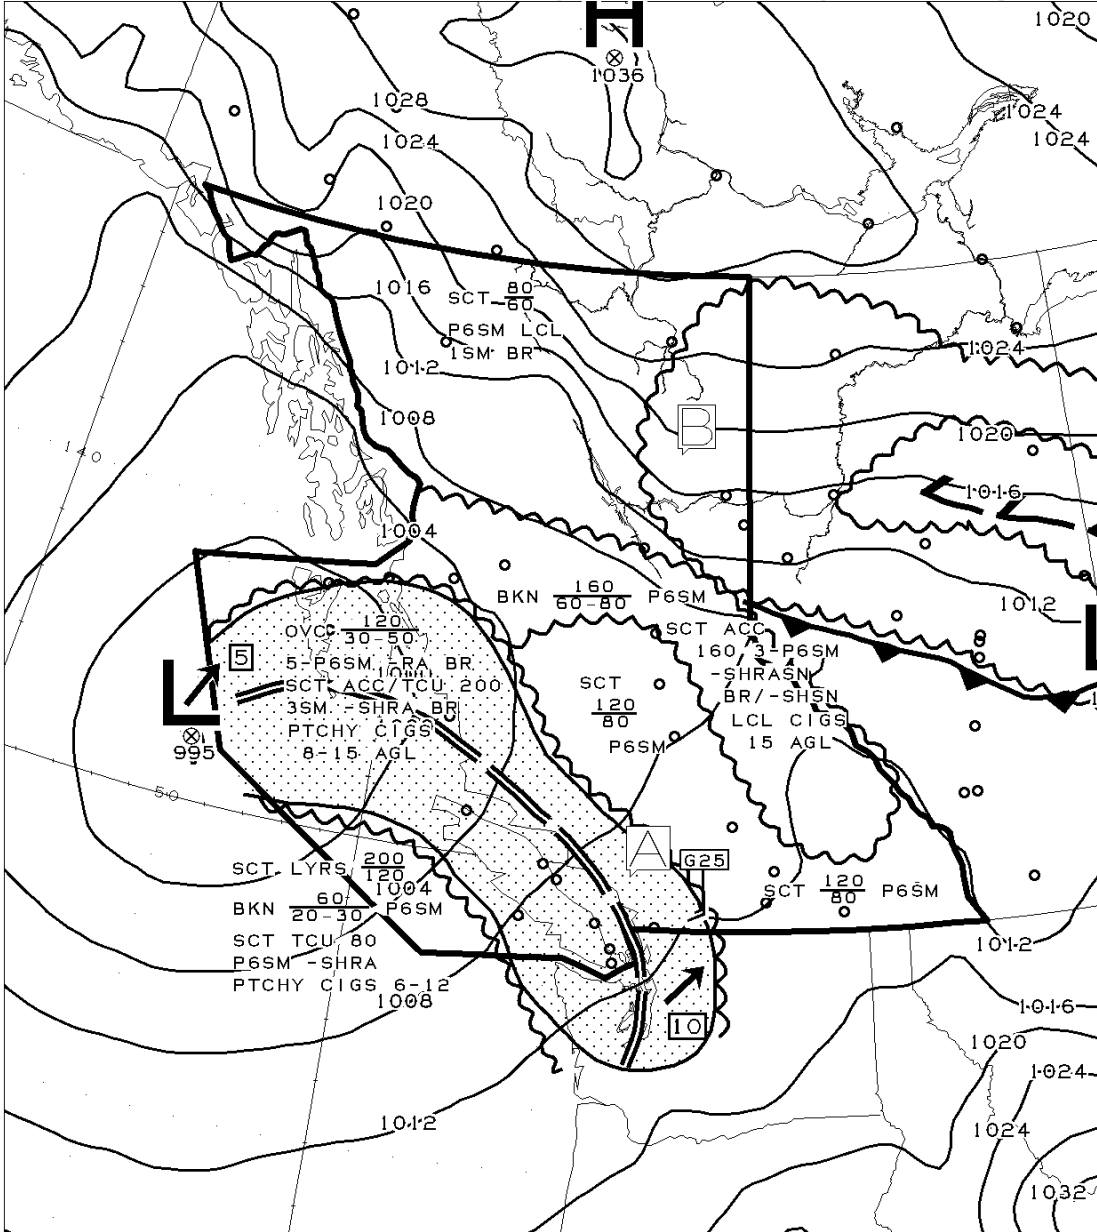 1020
H
1036
1028
1024
1024
1024
1020
SCT 80
60
1016
P6SM LCL
1SM BR
1012
1024
1008
B
1020
140
1016
1004
BKN 160 P6SM
60-80
1012
L
SCT ACC
160 3-P6SM
-SHRASN
BR/-SHSN
LCL CIGS
15 AGL
OVC 120
30-50
5
5-P6SM -RA BR
SCT ACC/TCU 200
3SM -SHRA BR
PTCHY CIGS
8-15 AGL
SCT
120
80
P6SM
L
995
50
A
G25
SCT LYRS 200
120
1004
BKN 60 P6SM
20-30
SCT TCU 80
P6SM -SHRA
PTCHY CIGS 6-12
1008
SCT 120 P6SM
80
1012
1016
10
1020
1024
1012
1024
1032